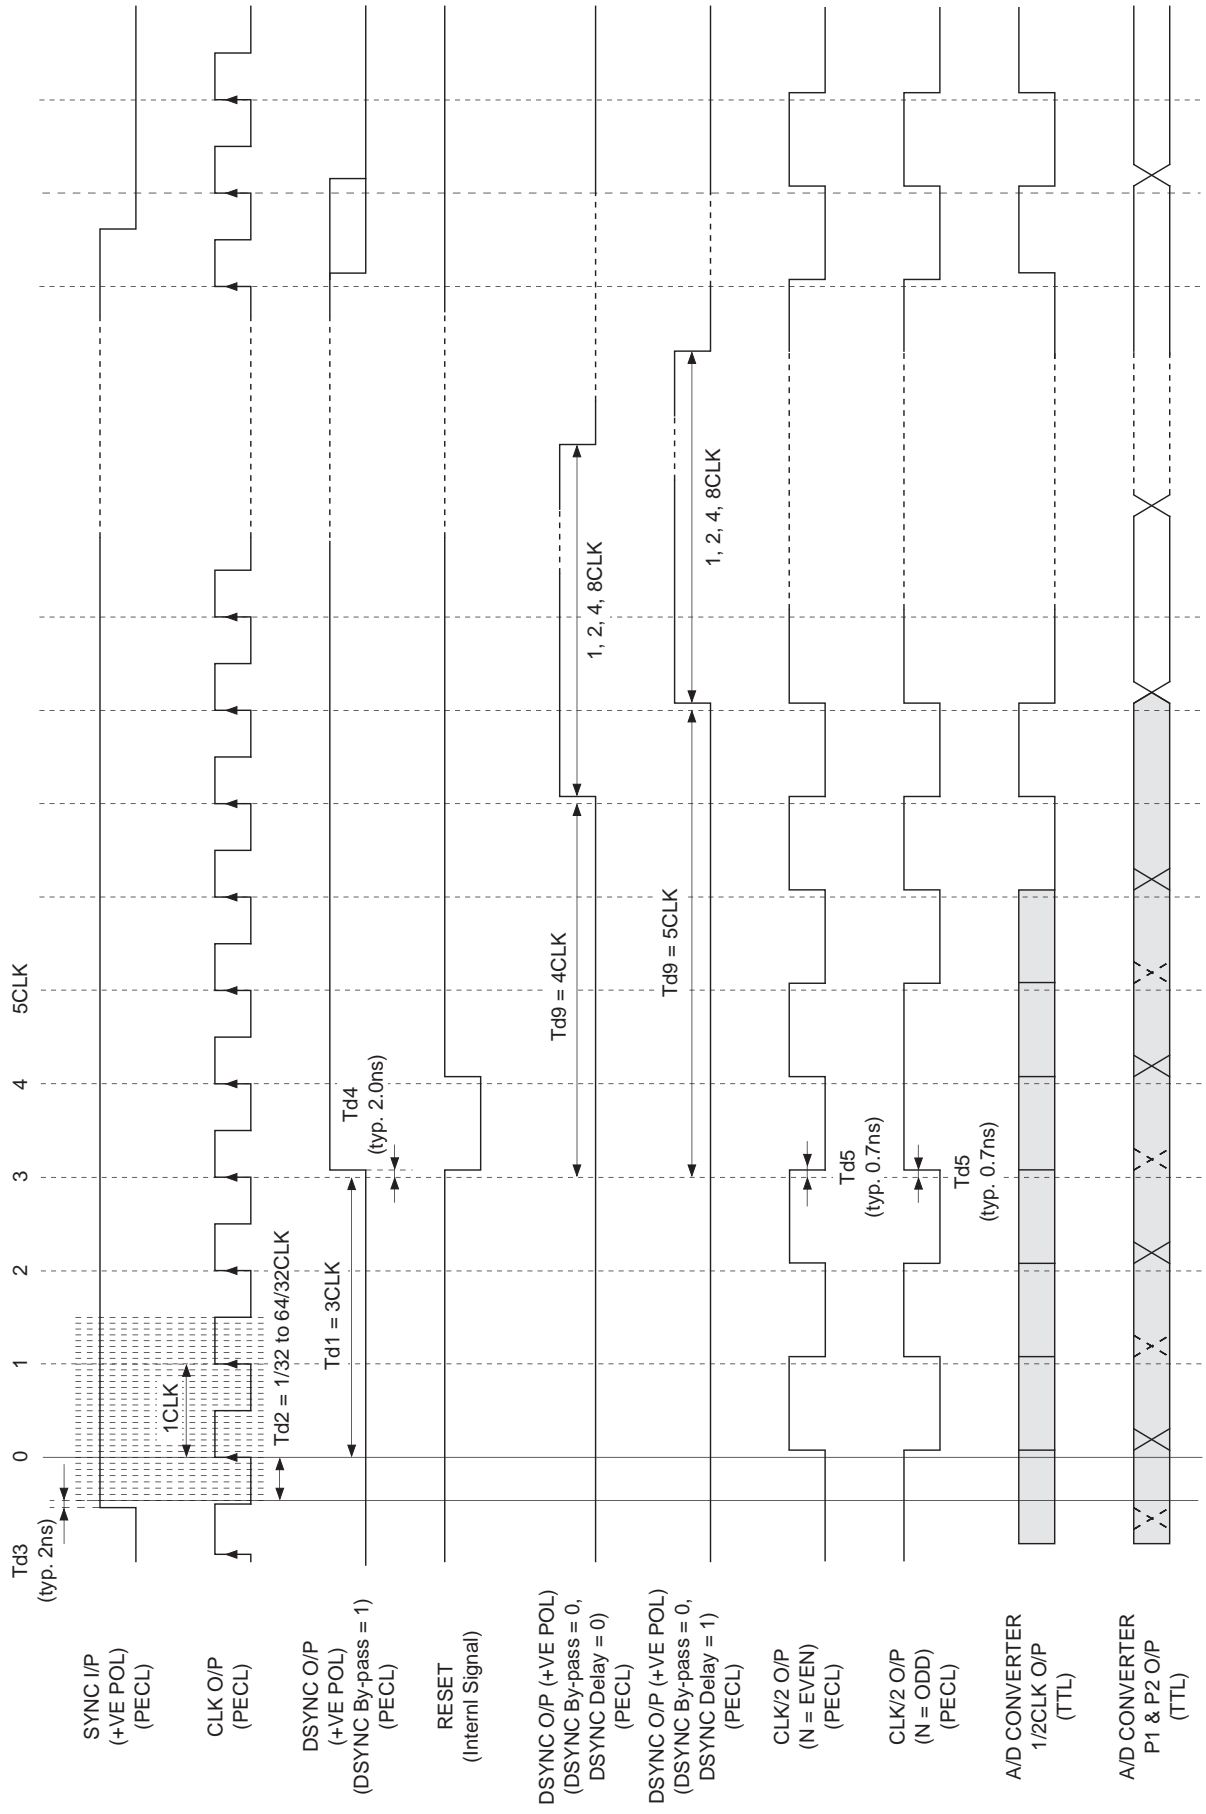 Td3
(typ. 2ns)
0
1
2
3
4
5CLK
SYNC I/P
(+VE POL)
(PECL)
1CLK
CLK O/P
(PECL)
Td2 = 1/32 to 64/32CLK
DSYNC O/P
(+VE POL)
(DSYNC By-pass = 1)
(PECL)
Td1 = 3CLK
Td4
(typ. 2.0ns)
RESET
(Internl Signal)
DSYNC O/P (+VE POL)
(DSYNC By-pass = 0,
DSYNC Delay = 0)
(PECL)
Td9 = 4CLK
1, 2, 4, 8CLK
DSYNC O/P (+VE POL)
(DSYNC By-pass = 0,
DSYNC Delay = 1)
(PECL)
Td9 = 5CLK
1, 2, 4, 8CLK
CLK/2 O/P
(N = EVEN)
(PECL)
Td5
(typ. 0.7ns)
CLK/2 O/P
(N = ODD)
(PECL)
Td5
(typ. 0.7ns)
A/D CONVERTER
1/2CLK O/P
(TTL)
A/D CONVERTER
P1 & P2 O/P
(TTL)